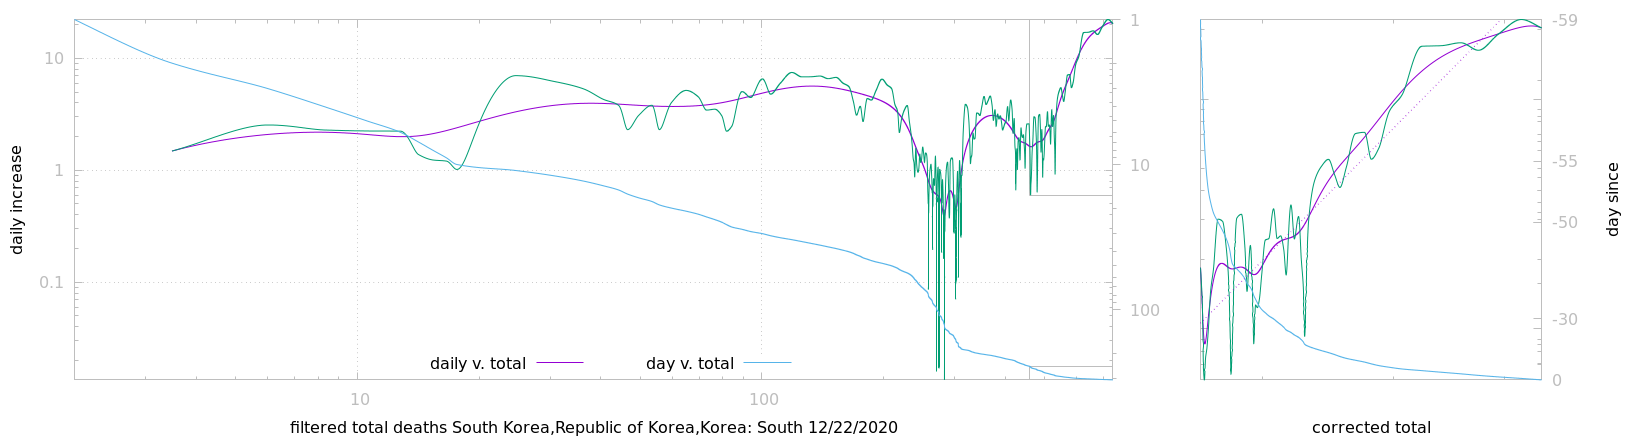 10
1
0.1
daily increase
1
10
100
-59
-55
-50
-30
0
day since
daily v. total
day v. total
10
100
filtered total deaths South Korea,Republic of Korea,Korea: South 12/22/2020
corrected total